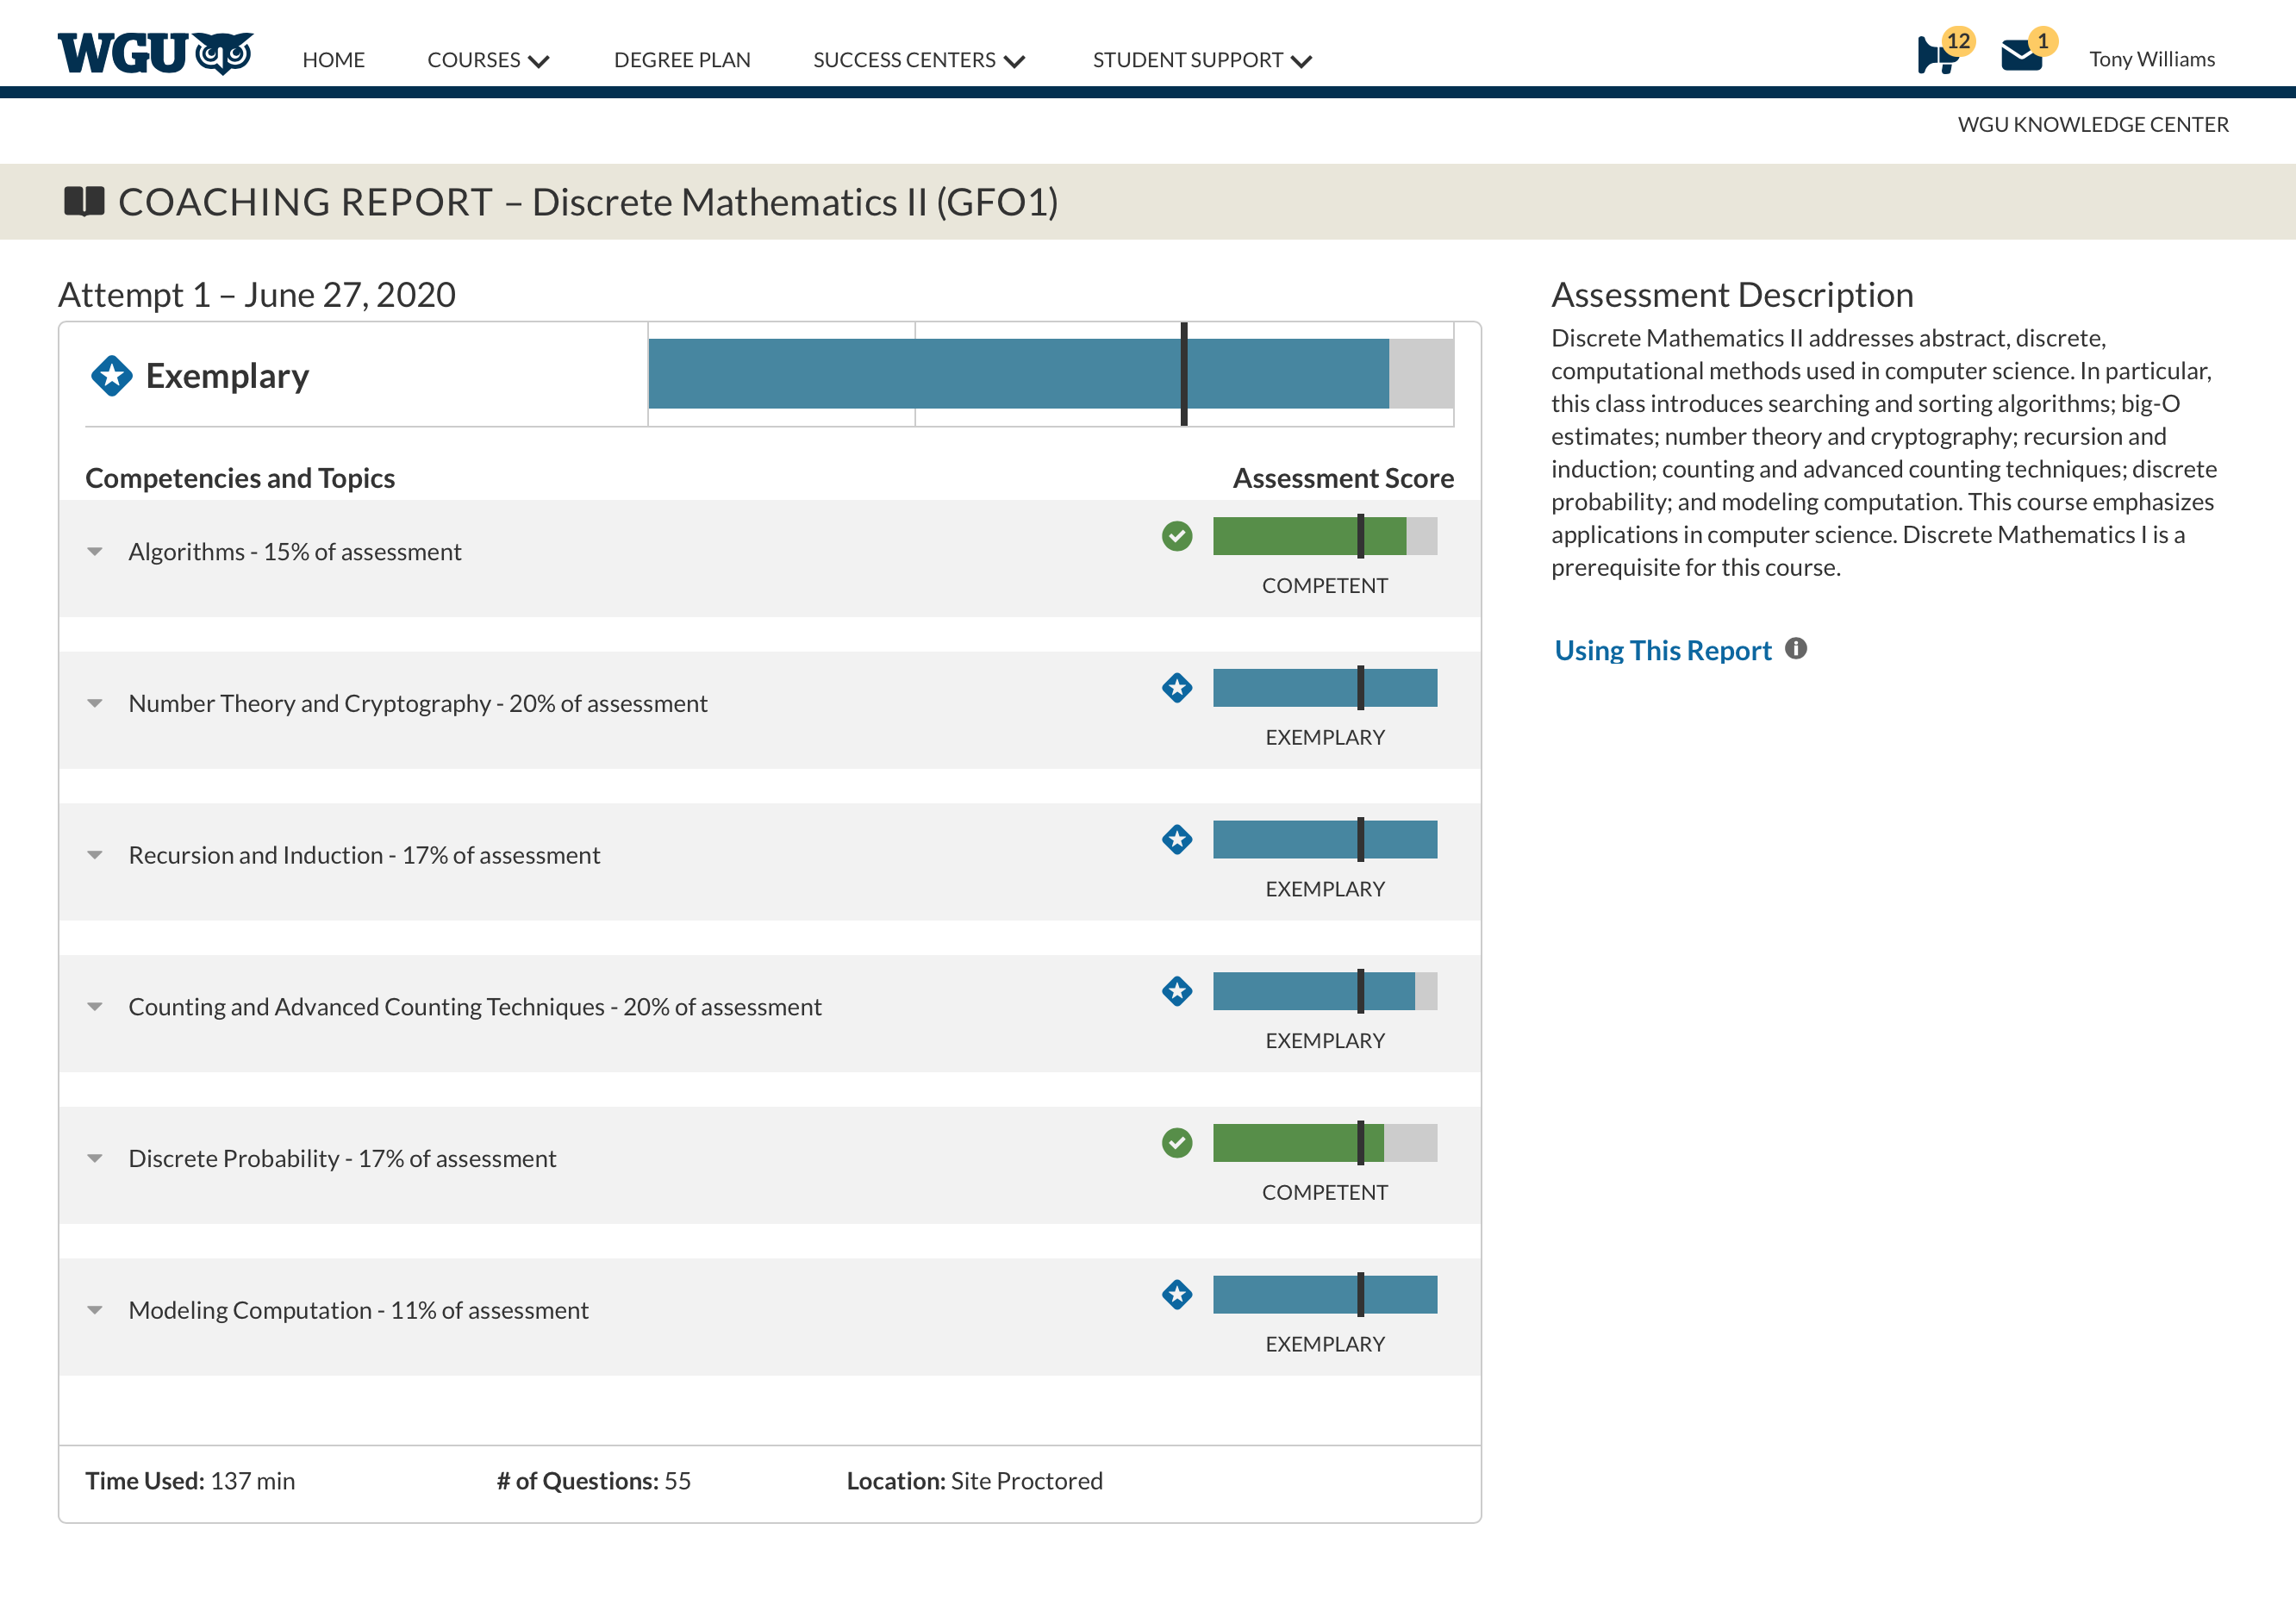 WGU
HOME
COURSES
DEGREE PLAN
SUCCESS CENTERS
STUDENT SUPPORT
12
1
Tony Williams
WGU KNOWLEDGE CENTER
COACHING REPORT – Discrete Mathematics II (GFO1)
Attempt 1 – June 27, 2020
Exemplary
Competencies and Topics
Assessment Score
Algorithms - 15% of assessment
COMPETENT
Number Theory and Cryptography - 20% of assessment
EXEMPLARY
Recursion and Induction - 17% of assessment
EXEMPLARY
Counting and Advanced Counting Techniques - 20% of assessment
EXEMPLARY
Discrete Probability - 17% of assessment
COMPETENT
Modeling Computation - 11% of assessment
EXEMPLARY
Time Used: 137 min
# of Questions: 55
Location: Site Proctored
Assessment Description
Discrete Mathematics II addresses abstract, discrete,
computational methods used in computer science. In particular,
this class introduces searching and sorting algorithms; big-O
estimates; number theory and cryptography; recursion and
induction; counting and advanced counting techniques; discrete
probability; and modeling computation. This course emphasizes
applications in computer science. Discrete Mathematics I is a
prerequisite for this course.
Using This Report